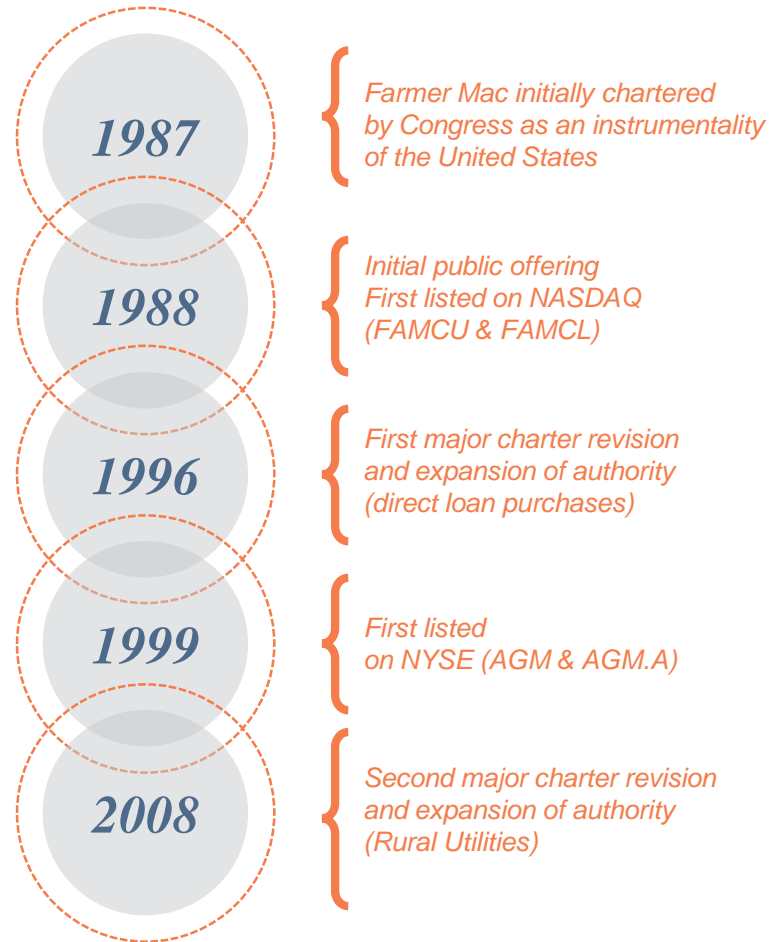 1987
Farmer Mac initially chartered
by Congress as an instrumentality
of the United States
1988
Initial public offering
First listed on NASDAQ
(FAMCU & FAMCL)
1996
First major charter revision
and expansion of authority
(direct loan purchases)
1999
First listed
on NYSE (AGM & AGM.A)
2008
Second major charter revision
and expansion of authority
(Rural Utilities)